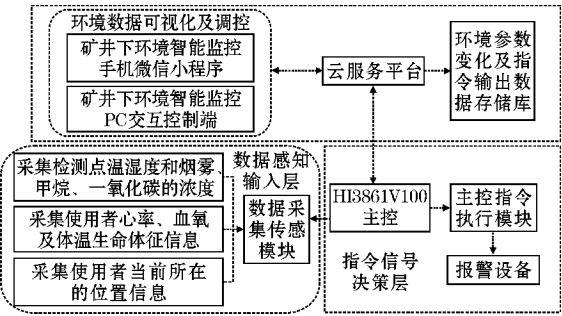 环境数据可视化及调控
矿井下环境智能监控
手机微信小程序
矿井下环境智能监控
PC交互控制端
云服务平台
环境参数
变化及指
令输出数
据存储库
数据感知
输入层
采集检测点温湿度和烟雾、
甲烷、一氧化碳的浓度
采集使用者心率、血氧
及体温生命体征信息
采集使用者当前所在
的位置信息
数据采
集传感
模块
HI3861V100
主控
主控指令
执行模块
指令信号
决策层
报警设备